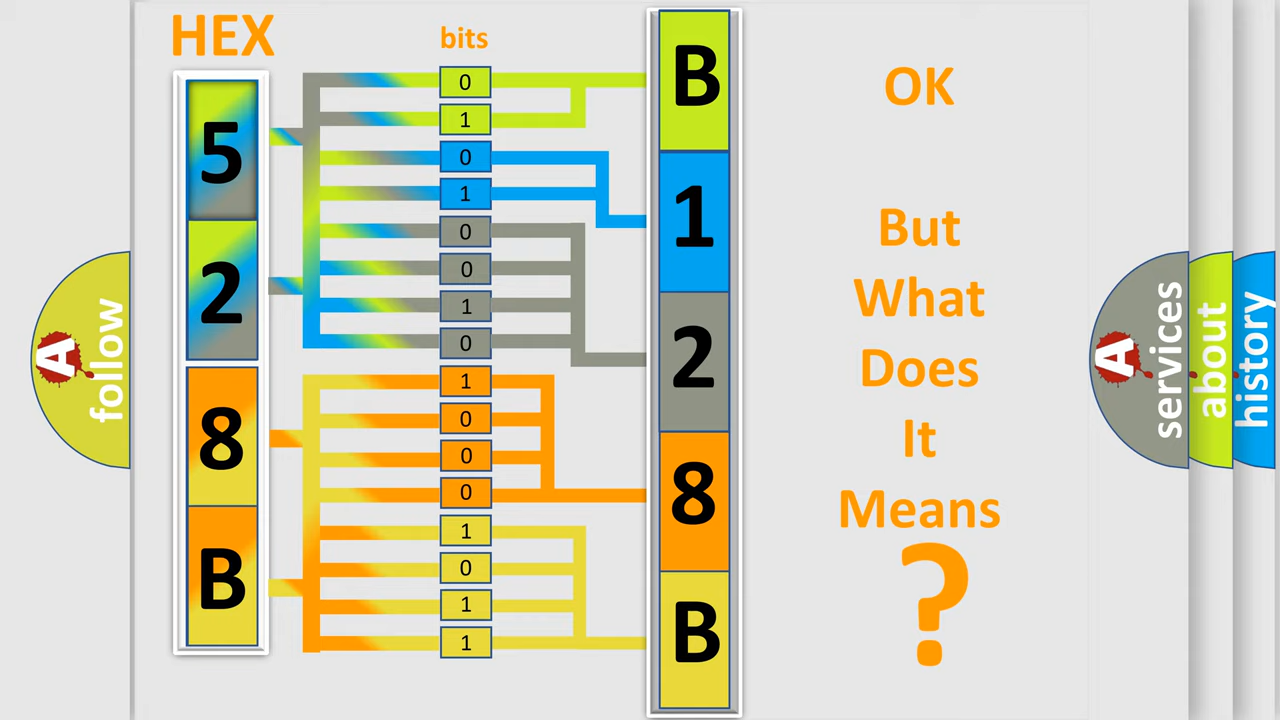 HEX
bits
5
2
8
B
0
1
0
1
0
0
1
0
1
0
0
0
1
0
1
1
B
1
2
8
B
OK
But
What
Does
It
Means
?
A
follow
A
services
about
history